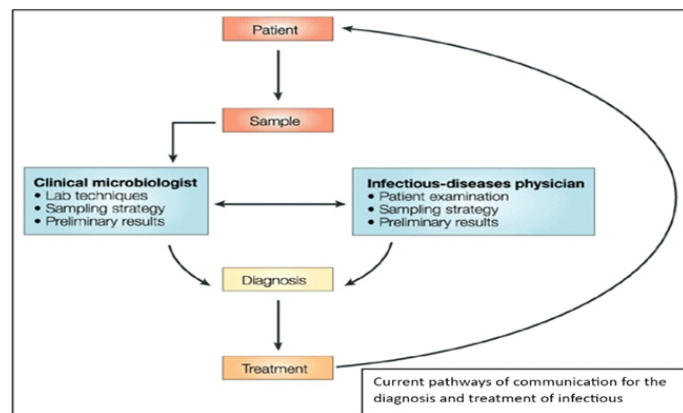 Patient
Sample
Clinical microbiologist
• Lab techniques
• Sampling strategy
• Preliminary results
Infectious-diseases physician
• Patient examination
• Sampling strategy
• Preliminary results
Diagnosis
Treatment
Current pathways of communication for the
diagnosis and treatment of infectious